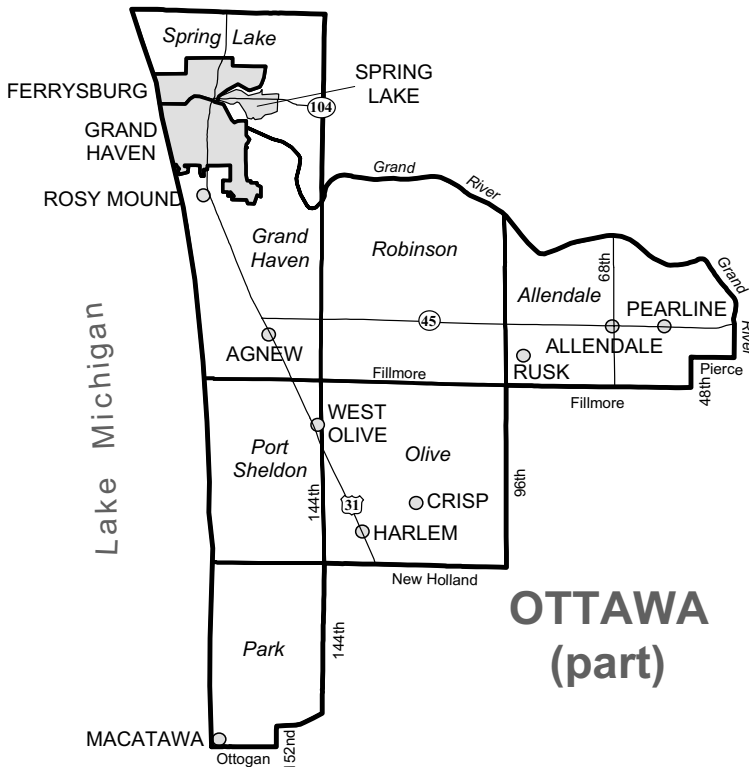 Spring Lake
FERRYSBURG
SPRING
LAKE
104
GRAND
HAVEN
Grand
River
ROSY MOUND
Grand
Haven
Robinson
68th
Allendale
Grand
River
PEARLINE
45
AGNEW
ALLENDALE
RUSK
Pierce
48th
Fillmore
Fillmore
Lake Michigan
WEST
OLIVE
Port
Sheldon
Olive
144th
96th
31
CRISP
HARLEM
New Holland
OTTAWA
(part)
Park
144th
MACATAWA
152nd
Ottogan